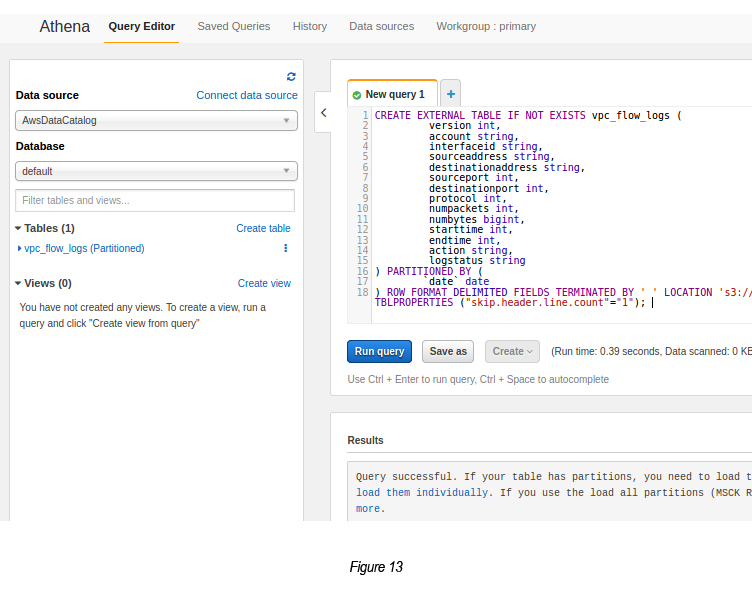 Athena Query Editor Saved Queries History Data sources Workgroup : primary
Data source Connect data source
AwsDataCatalog
Database
default
Filter tables and views...
Tables (1) Create table
vpc_flow_logs (Partitioned)
Views (0) Create view
You have not created any views. To create a view, run a
query and click "Create view from query"
New query 1 +
1 CREATE EXTERNAL TABLE IF NOT EXISTS vpc_flow_logs (
2 version int,
3 account string,
4 interfaceid string,
5 sourceaddress string,
6 destinationaddress string,
7 sourceport int,
8 destinationport int,
9 protocol int,
10 numpackets int,
11 numbytes bigint,
12 starttime int,
13 endtime int,
14 action string,
15 logstatus string
16 ) PARTITIONED BY (
17 `date` date
18 ) ROW FORMAT DELIMITED FIELDS TERMINATED BY ' ' LOCATION 's3:/
TBLPROPERTIES ("skip.header.line.count"="1");
Run query Save as Create (Run time: 0.39 seconds, Data scanned: 0 KB
Use Ctrl + Enter to run query, Ctrl + Space to autocomplete
Results
Query successful. If your table has partitions, you need to load
load them individually. If you use the load all partitions (MSCK R
more.
Figure 13